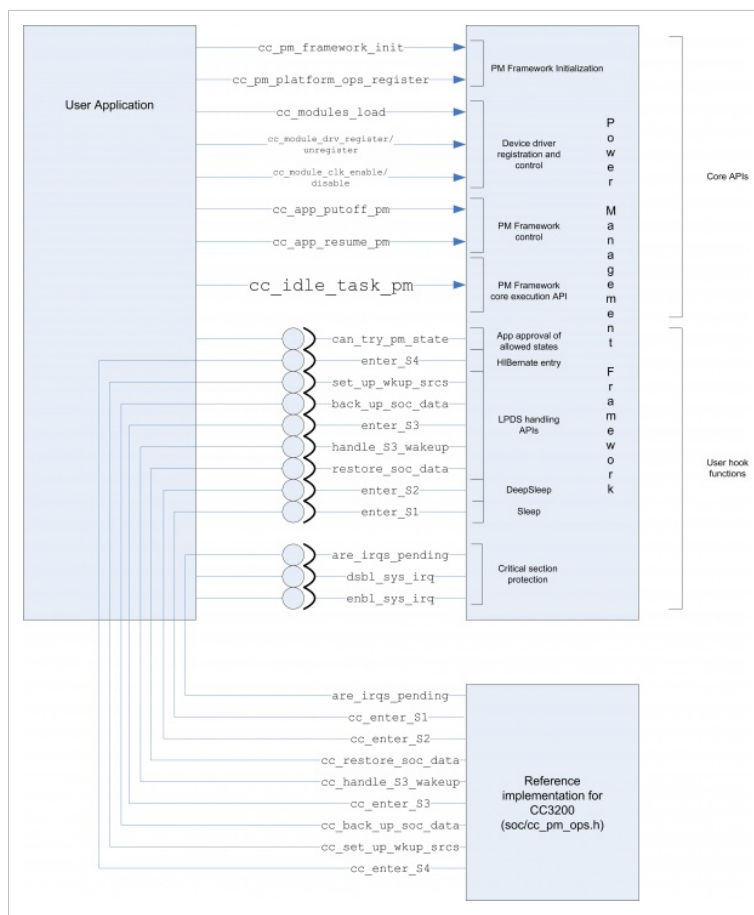 User Application
cc_pm_framework_init
cc_pm_platform_ops_register
PM Framework Initialization
cc_modules_load
cc_module_drv_register/
unregister
cc_module_clk_enable/
disable
Device driver
registration and
control
cc_app_putoff_pm
cc_app_resume_pm
PM Framework
control
cc_idle_task_pm
PM Framework
core execution API
Power Management Framework
Core APIs
can_try_pm_state
App approval of
allowed states
enter_S4
HIBernate entry
set_up_wkup_srcs
back_up_soc_data
enter_S3
handle_S3_wakeup
restore_soc_data
LPDS handling
APIs
enter_S2
DeepSleep
enter_S1
Sleep
are_irqs_pending
dsbl_sys_irq
enbl_sys_irq
Critical section
protection
User hook
functions
are_irqs_pending
cc_enter_S1
cc_enter_S2
cc_restore_soc_data
cc_handle_S3_wakeup
cc_enter_S3
cc_back_up_soc_data
cc_set_up_wkup_srcs
cc_enter_S4
Reference
implementation for
CC3200
(soc/cc_pm_ops.h)